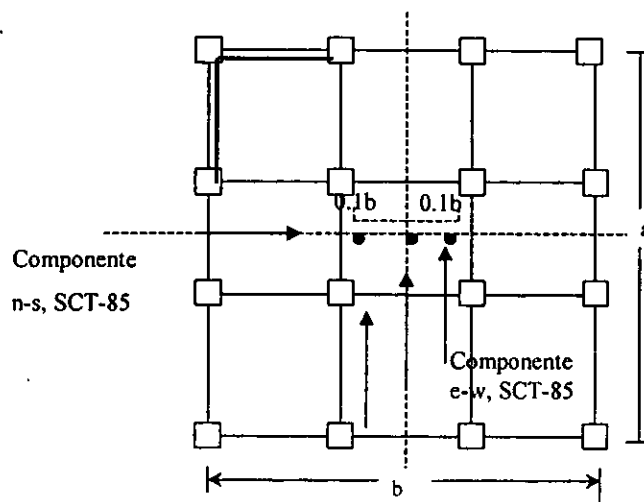 0.1b 0.1b
Componente
n-s, SCT-85
Componente
e-w, SCT-85
b